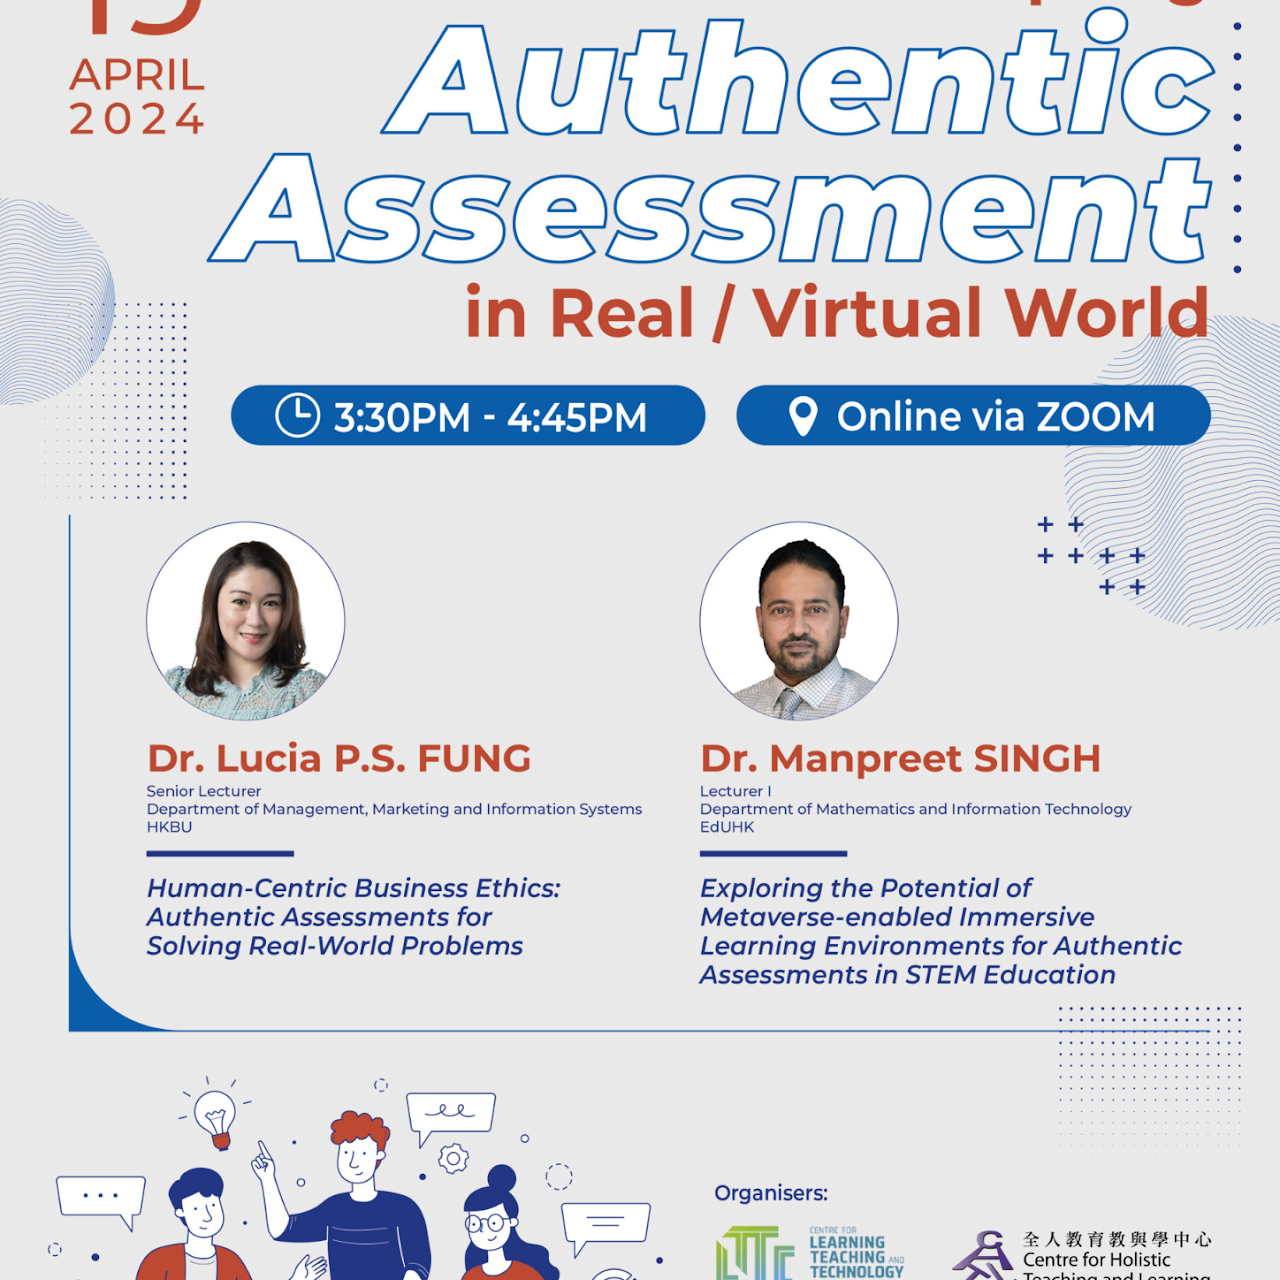 APRIL
2024
Authentic
Assessment
in Real / Virtual World
3:30PM - 4:45PM
Online via ZOOM
Dr. Lucia P.S. FUNG
Senior Lecturer
Department of Management, Marketing and Information Systems
HKBU
Human-Centric Business Ethics:
Authentic Assessments for
Solving Real-World Problems
Dr. Manpreet SINGH
Lecturer I
Department of Mathematics and Information Technology
EdUHK
Exploring the Potential of
Metaverse-enabled Immersive
Learning Environments for Authentic
Assessments in STEM Education
Organisers:
CENTRE FOR
LEARNING
TEACHING AND
TECHNOLOGY
全人教育教與學中心
Centre for Holistic
Teaching and Learning